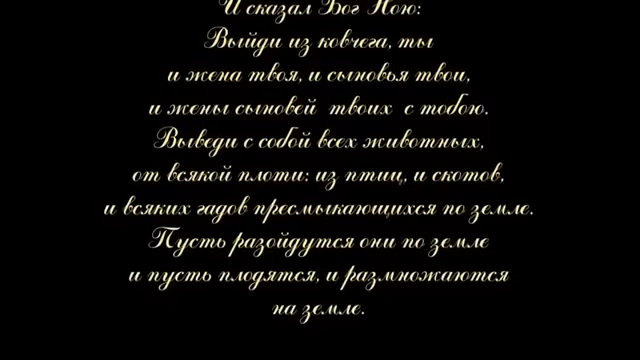 И сказал Бог Ною:
Выйди из ковчега, ты
и жена твоя, и сыновья твои,
и жены сыновей твоих с тобою.
Выведи с собой всех животных,
от всякой плоти: из птиц, и скотов,
и всяких гадов пресмыкающихся по земле.
Пусть разойдутся они по земле
и пусть плодятся, и размножаются
на земле.